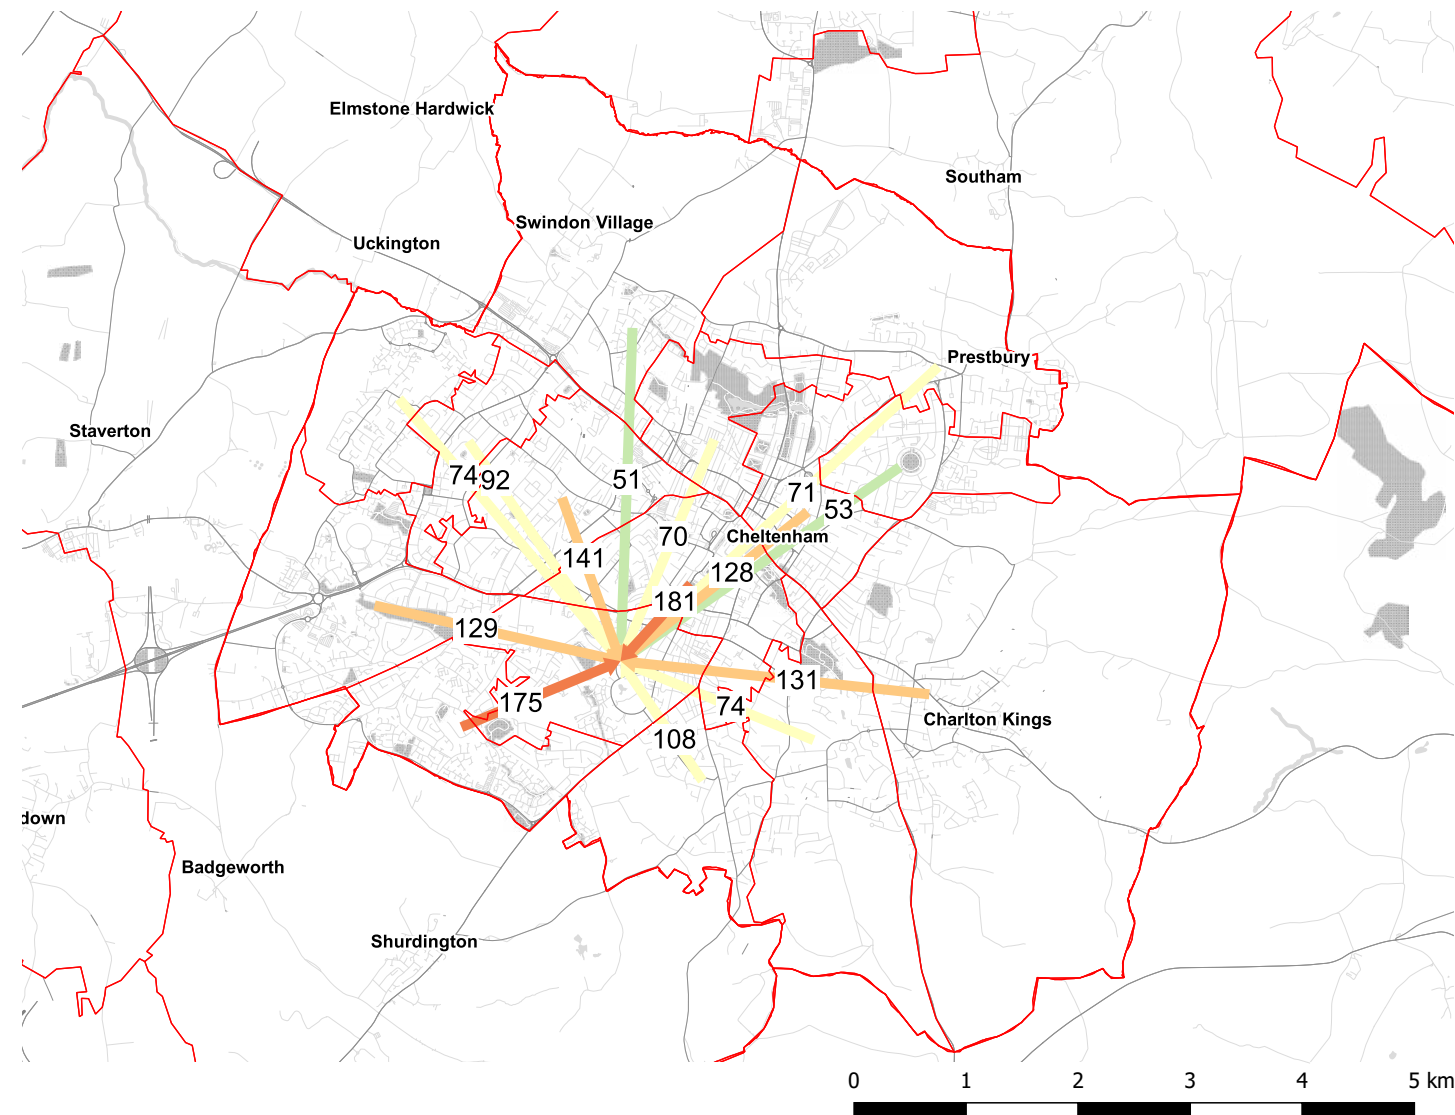 Elmstone Hardwick
Southam
Swindon Village
Uckington
Prestbury
Staverton
74
92
51
71
53
70
Cheltenham
141
128
181
129
131
175
74
Charlton Kings
108
down
Badgeworth
Shurdington
0 1 2 3 4 5 km